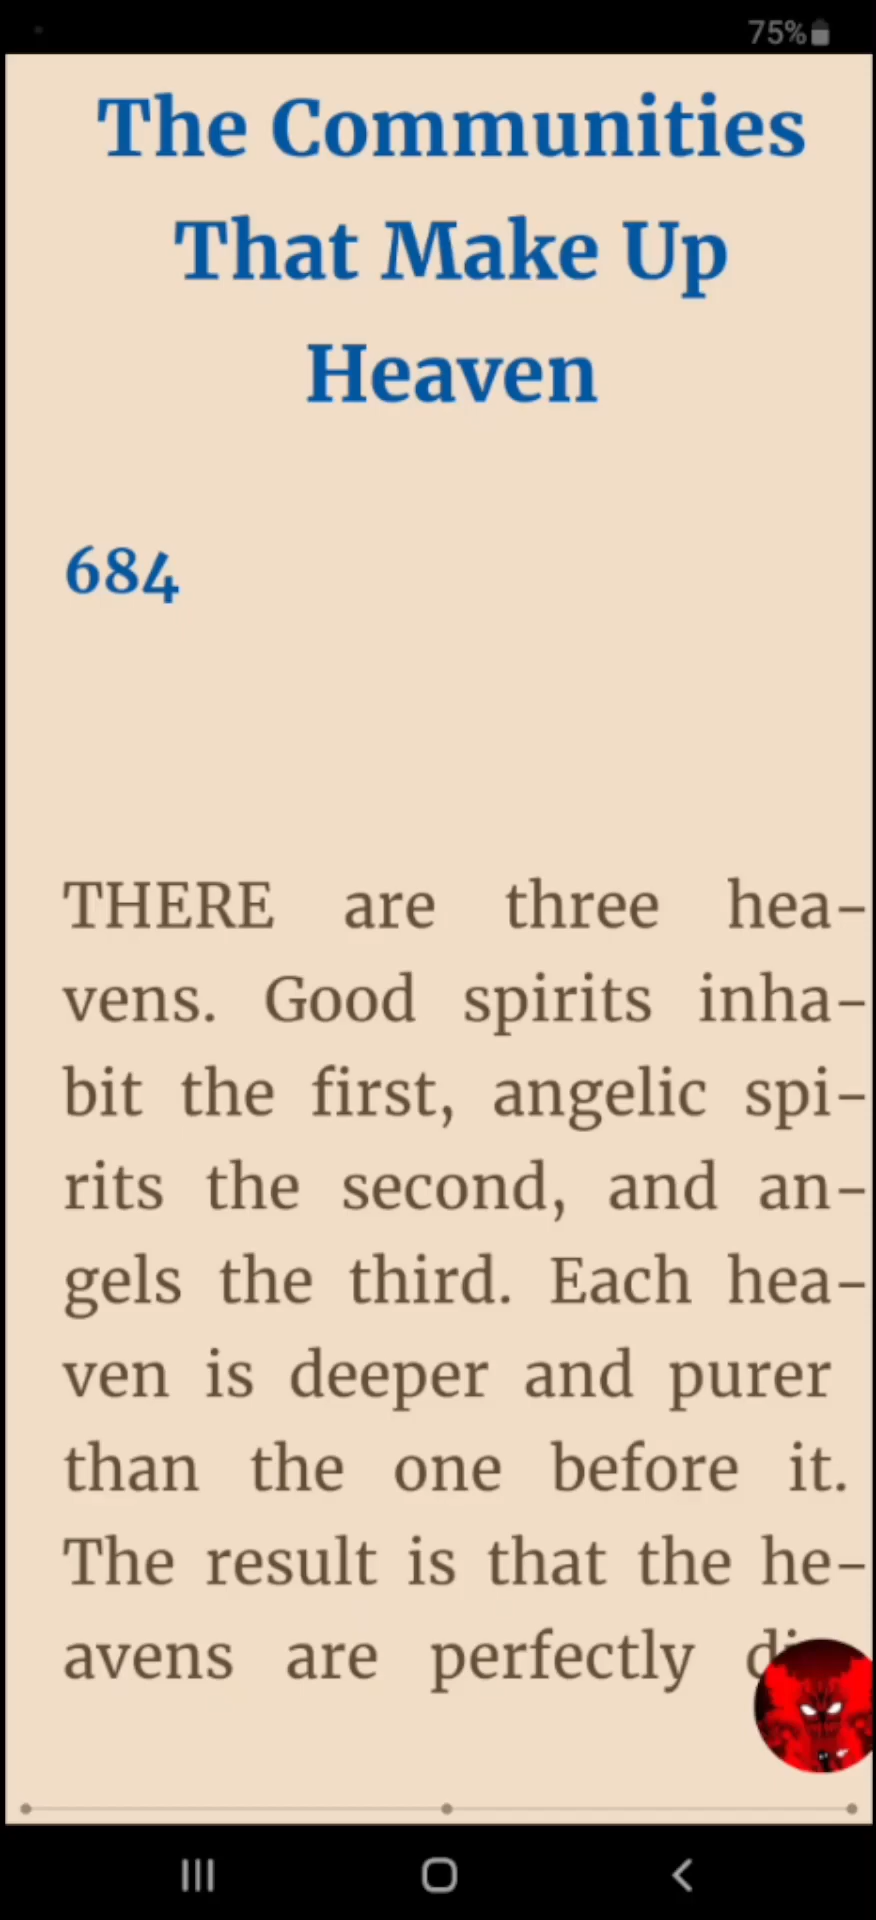 75%
The Communities
That Make Up
Heaven
684
THERE are three hea-
vens. Good spirits inha-
bit the first, angelic spi-
rits the second, and an-
gels the third. Each hea-
ven is deeper and purer
than the one before it.
The result is that the he-
avens are perfectly